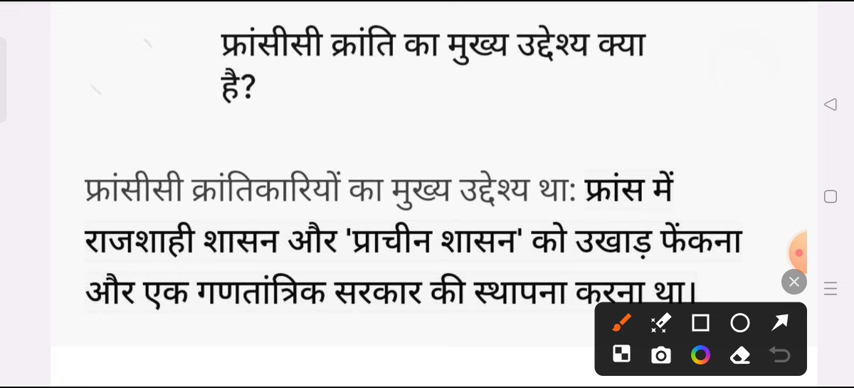 फ्रांसीसी क्रांति का मुख्य उद्देश्य क्या
है?
फ्रांसीसी क्रांतिकारियों का मुख्य उद्देश्य था: फ्रांस में
राजशाही शासन और 'प्राचीन शासन' को उखाड़ फेंकना
और एक गणतांत्रिक सरकार की स्थापना करना था।